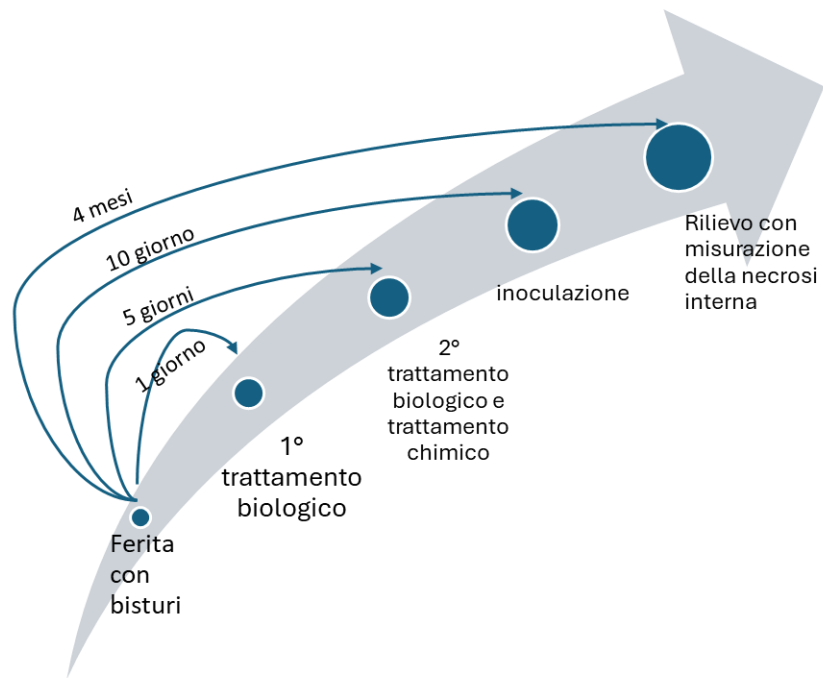 4 mesi
10 giorno
5 giorni
1 giorno
Ferita
con
bisturi
1°
trattamento
biologico
2°
trattamento
biologico e
trattamento
chimico
inoculazione
Rilievo con
misurazione
della necrosi
interna